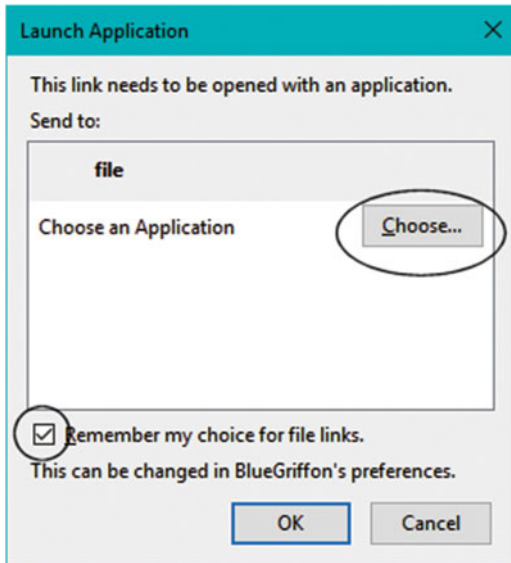 Launch Application
This link needs to be opened with an application.
Send to:
file
Choose an Application
Choose...
Remember my choice for file links.
This can be changed in BlueGriffon's preferences.
OK
Cancel